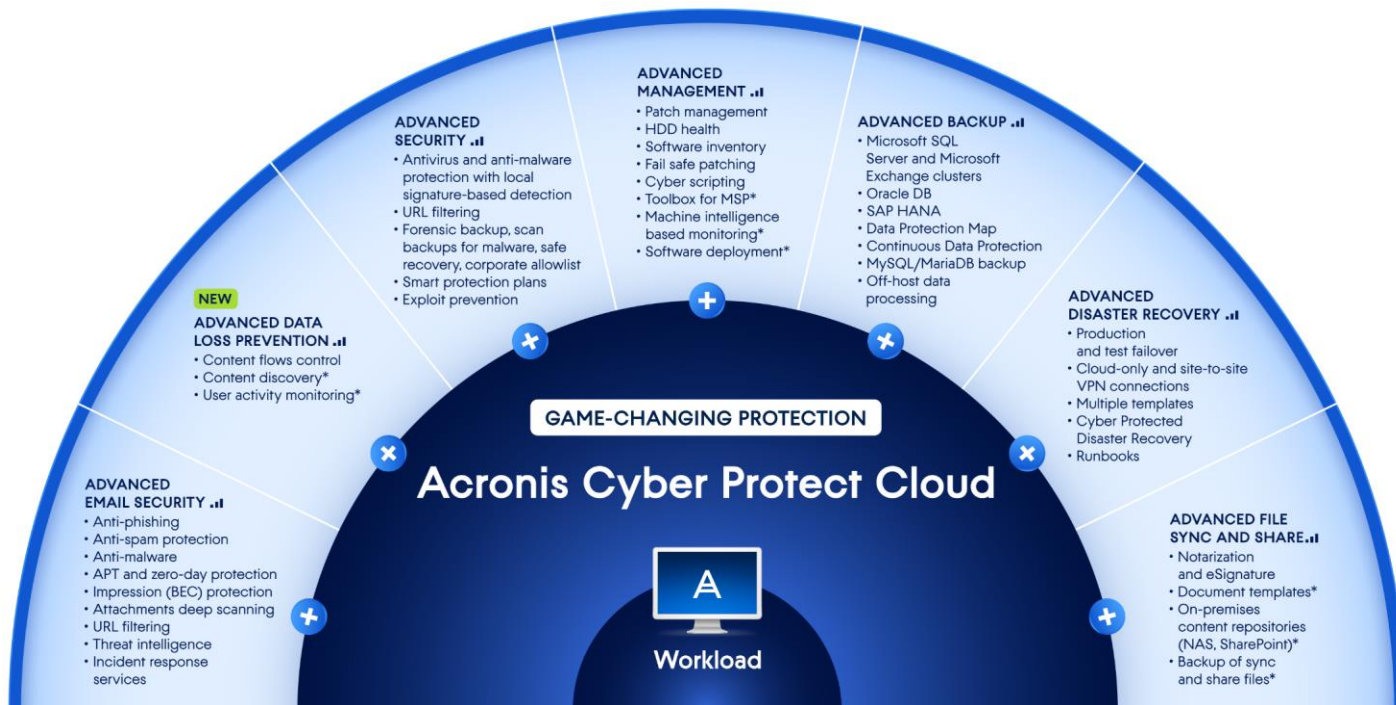 ADVANCED
EMAIL SECURITY
• Anti-phishing
• Anti-spam protection
• Anti-malware
• APT and zero-day protection
• Impression (BEC) protection
• Attachments deep scanning
• URL filtering
• Threat intelligence
• Incident response
services
NEW
ADVANCED DATA
LOSS PREVENTION
• Content flows control
• Content discovery*
• User activity monitoring*
ADVANCED
SECURITY
• Antivirus and anti-malware
protection with local
signature-based detection
• URL filtering
• Forensic backup, scan
backups for malware, safe
recovery, corporate allowlist
• Smart protection plans
• Exploit prevention
ADVANCED
MANAGEMENT
• Patch management
• HDD health
• Software inventory
• Fail safe patching
• Cyber scripting
• Toolbox for MSP*
• Machine intelligence
based monitoring*
• Software deployment*
ADVANCED BACKUP
• Microsoft SQL
Server and Microsoft
Exchange clusters
• Oracle DB
• SAP HANA
• Data Protection Map
• Continuous Data Protection
• MySQL/MariaDB backup
• Off-host data
processing
ADVANCED
DISASTER RECOVERY
• Production
and test failover
• Cloud-only and site-to-site
VPN connections
• Multiple templates
• Cyber Protected
Disaster Recovery
• Runbooks
ADVANCED FILE
SYNC AND SHARE
• Notarization
and eSignature
• Document templates*
• On-premises
content repositories
(NAS, SharePoint)*
• Backup of sync
and share files*
GAME-CHANGING PROTECTION
Acronis Cyber Protect Cloud
A
Workload